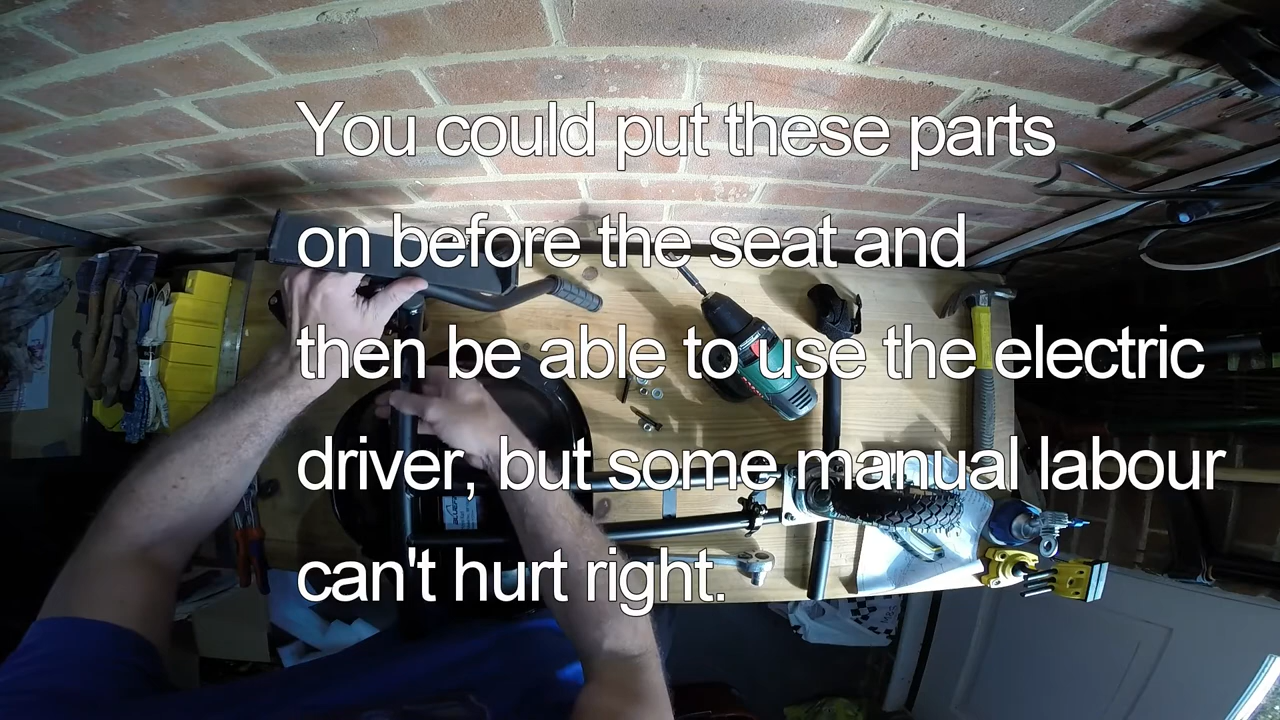 You could put these parts
on before the seat and
then be able to use the electric
driver, but some manual labour
can't hurt right.